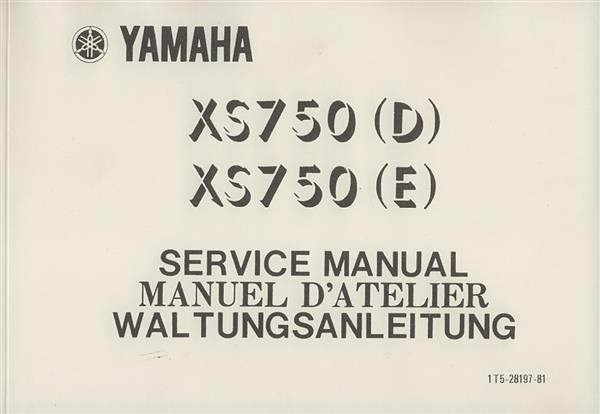 YAMAHA
XS750 (D)
XS750 (E)
SERVICE MANUAL
MANUEL D'ATELIER
WALTUNGSANLEITUNG
1T5-28197-81